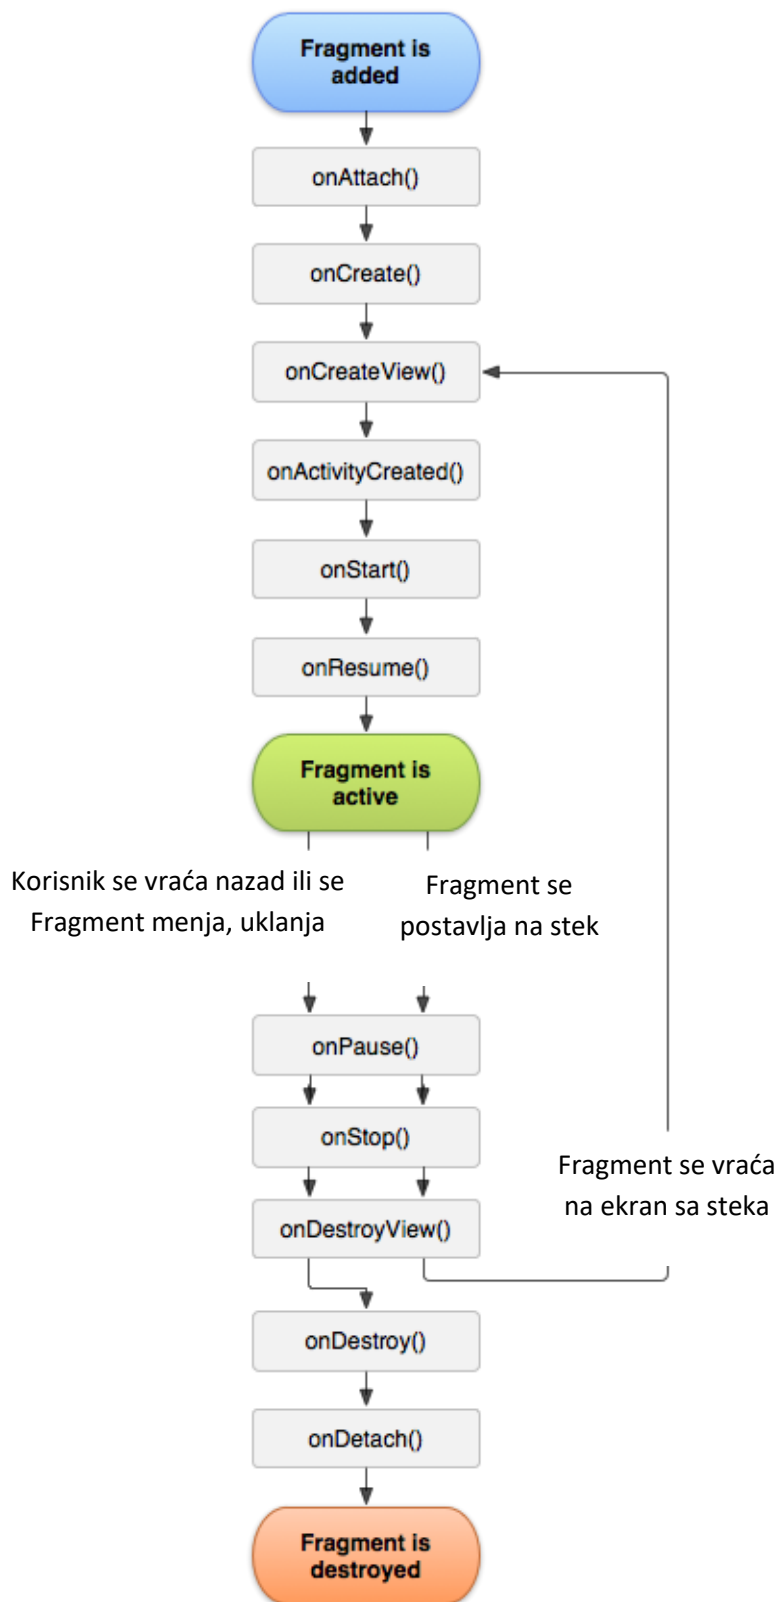 Fragment is
added
onAttach()
onCreate()
onCreateView()
onActivityCreated()
onStart()
onResume()
Fragment is
active
Korisnik se vraća nazad ili se
Fragment menja, uklanja
Fragment se
postavlja na stek
onPause()
onStop()
Fragment se vraća
na ekran sa steka
onDestroyView()
onDestroy()
onDetach()
Fragment is
destroyed